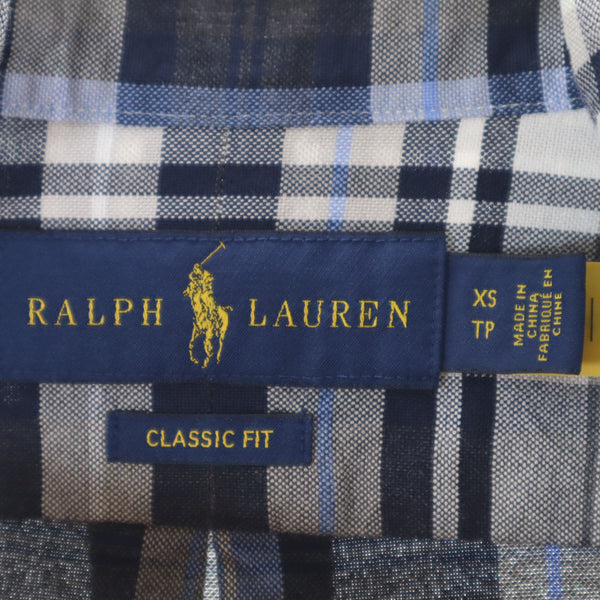 RALPH LAUREN
XS
TP
MADE IN
CHINA
FABRIQUÉ EN
CHINE
CLASSIC FIT